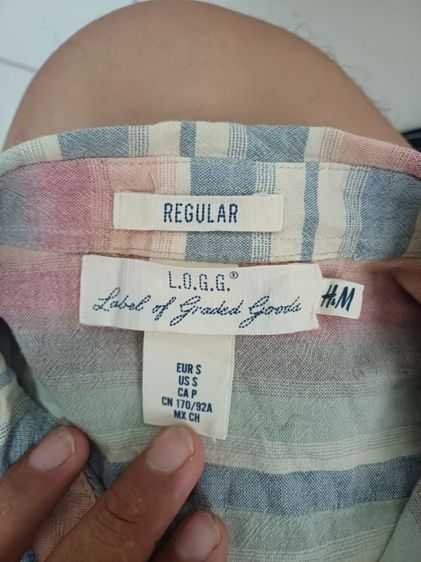 REGULAR
L.O.G.G.®
Label of Graded Goods
H&M
EUR S
US S
CA P
CN 170/92A
MX CH